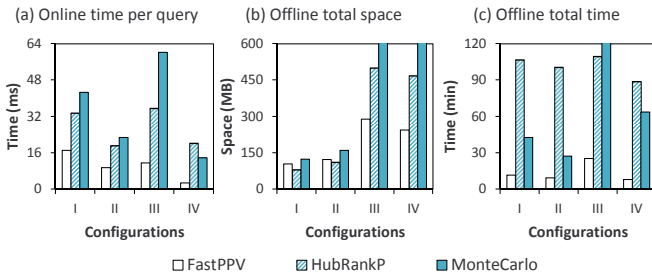 (a) Online time per query
(b) Offline total space
(c) Offline total time
Time (ms)
64
48
32
16
0
I II III IV
Configurations
Space (MB)
600
450
300
150
0
I II III IV
Configurations
Time (min)
120
90
60
30
0
I II III IV
Configurations
FastPPV HubRankP MonteCarlo